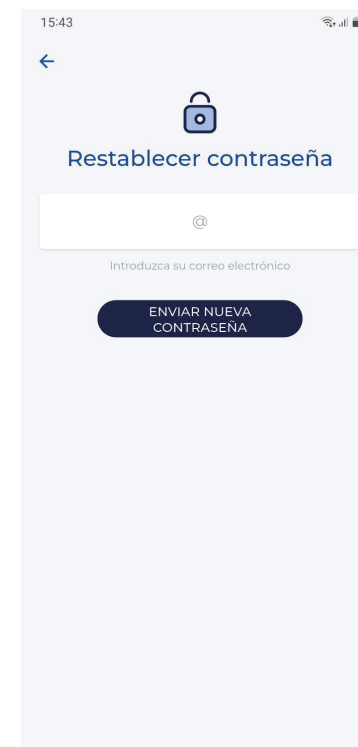 15:43
Restablecer contraseña
@
Introduzca su correo electrónico
ENVIAR NUEVA
CONTRASEÑA